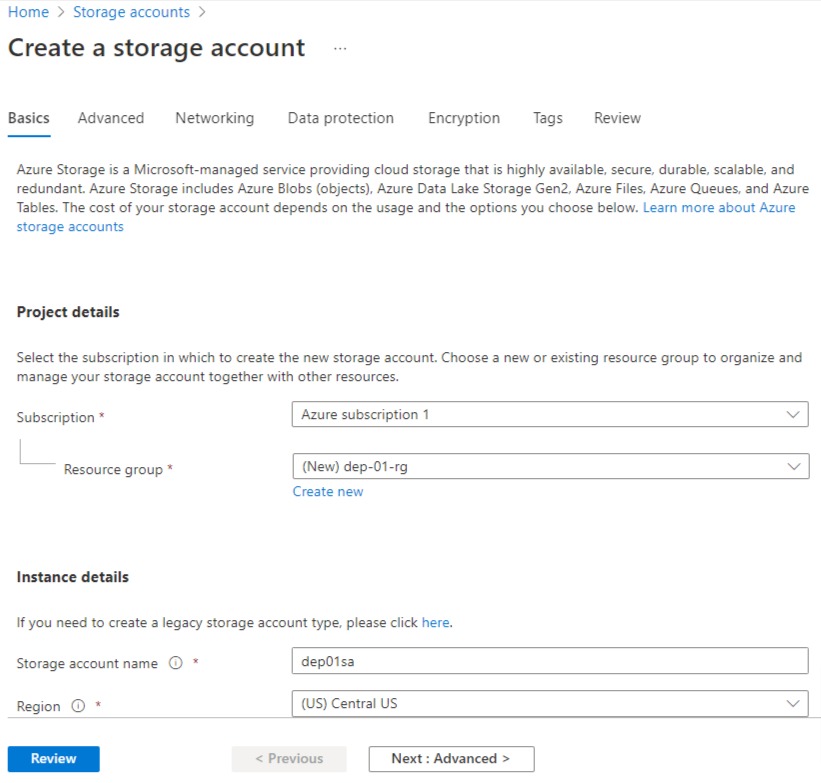 Home > Storage accounts >
Create a storage account ...
Basics Advanced Networking Data protection Encryption Tags Review
Azure Storage is a Microsoft-managed service providing cloud storage that is highly available, secure, durable, scalable, and
redundant. Azure Storage includes Azure Blobs (objects), Azure Data Lake Storage Gen2, Azure Files, Azure Queues, and Azure
Tables. The cost of your storage account depends on the usage and the options you choose below. Learn more about Azure
storage accounts
Project details
Select the subscription in which to create the new storage account. Choose a new or existing resource group to organize and
manage your storage account together with other resources.
Subscription * Azure subscription 1
Resource group * (New) dep-01-rg
Create new
Instance details
If you need to create a legacy storage account type, please click here.
Storage account name * dep01sa
Region * (US) Central US
Review < Previous Next : Advanced >